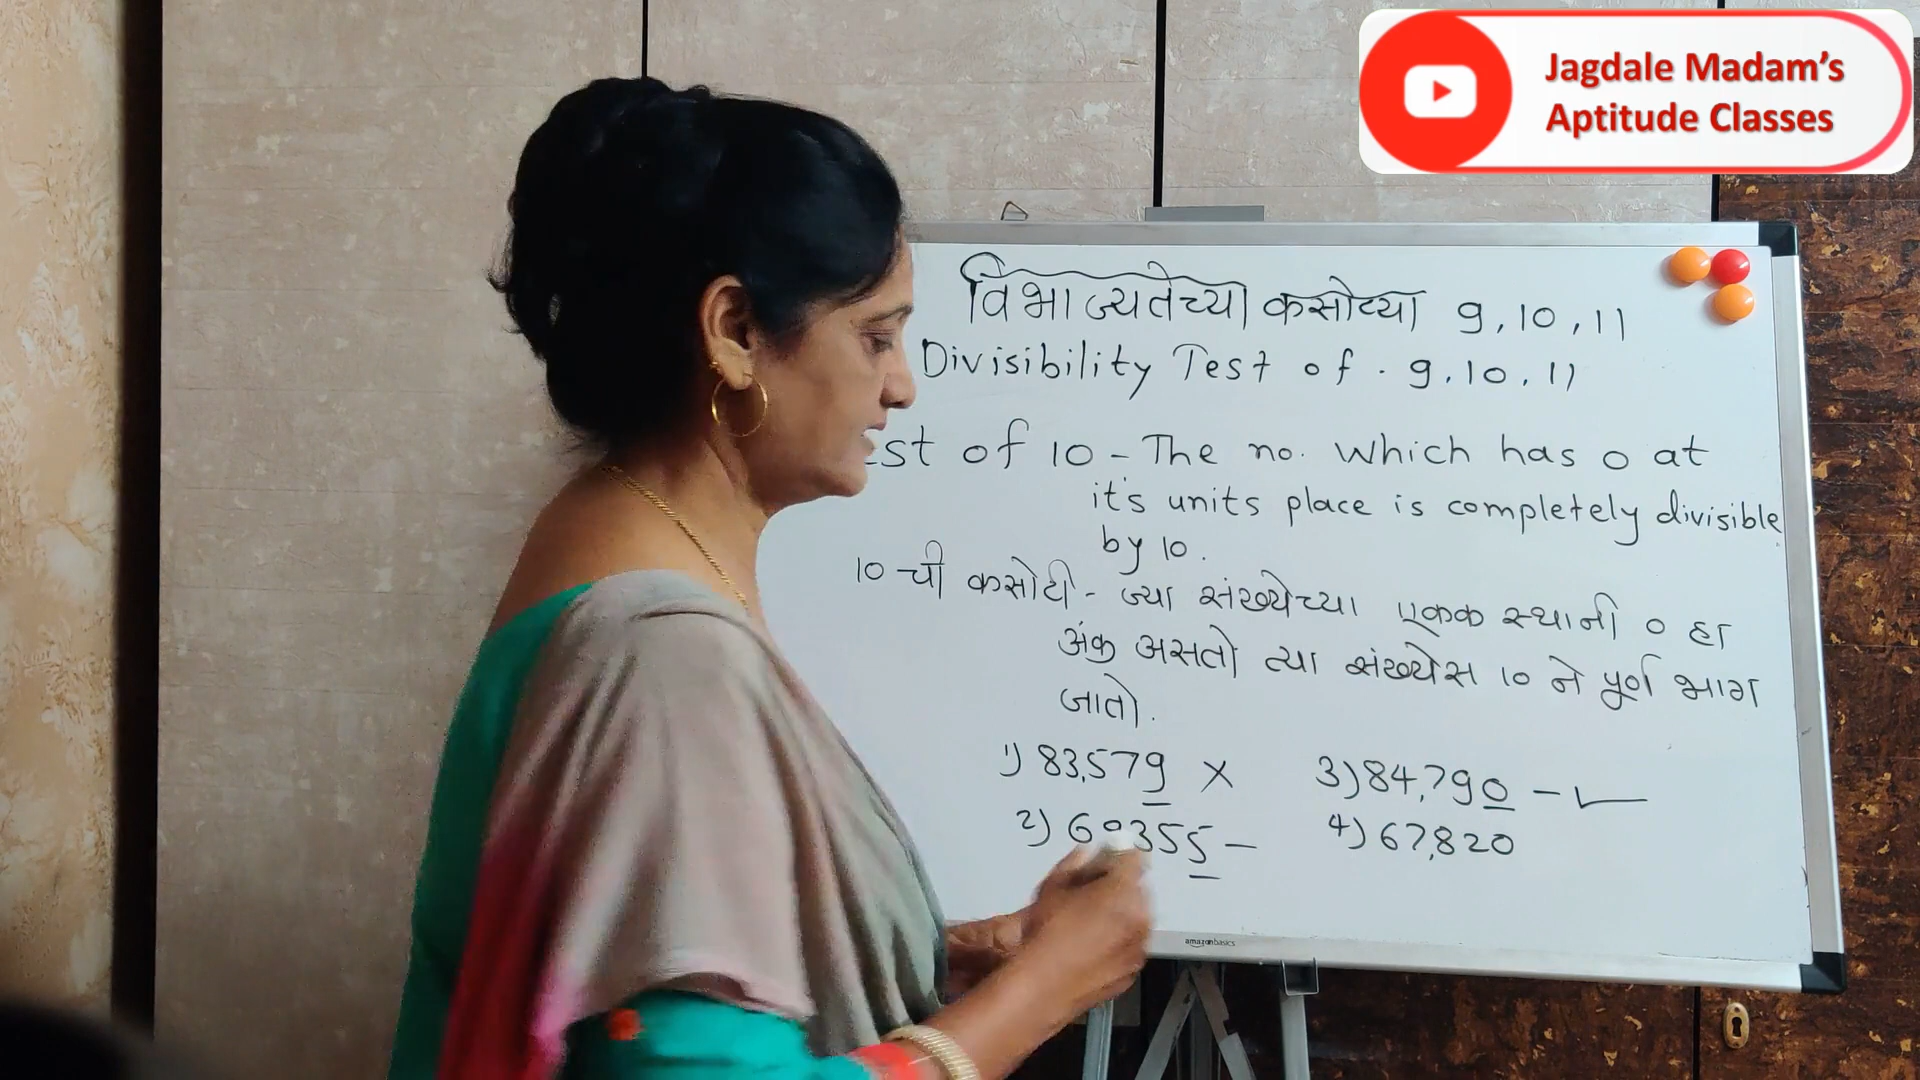 Jagdale Madam's
Aptitude Classes
विभाज्यतेच्या कसोट्या 9, 10, 11
Divisibility Test of . 9, 10, 11
st of 10 - The no. Which has 0 at
it's units place is completely divisible
by 10.
10 ची कसोटी - ज्या संख्येच्या एकक स्थानी 0 हा
अंक असतो त्या संख्येस 10 ने पूर्ण भाग
जातो.
1) 83,579 ×
2) 69355 –
3) 84,790 – ✓
4) 67,820
amazonbasics